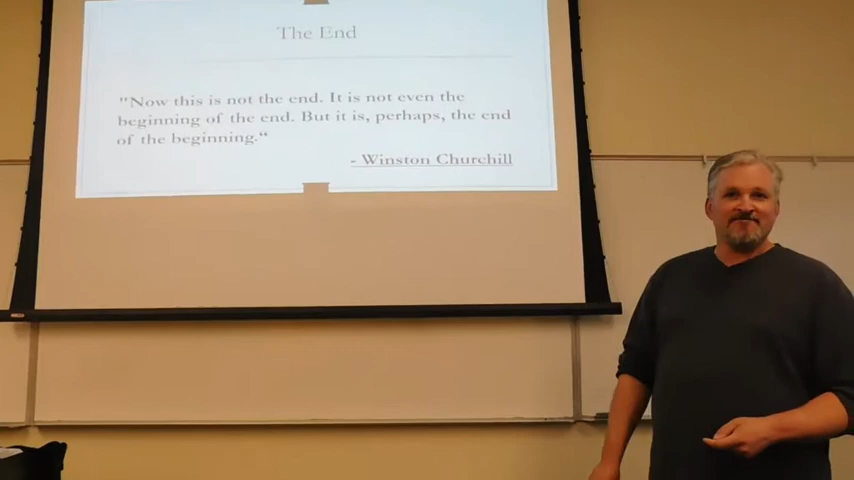 The End
"Now this is not the end. It is not even the
beginning of the end. But it is, perhaps, the end
of the beginning."
- Winston Churchill